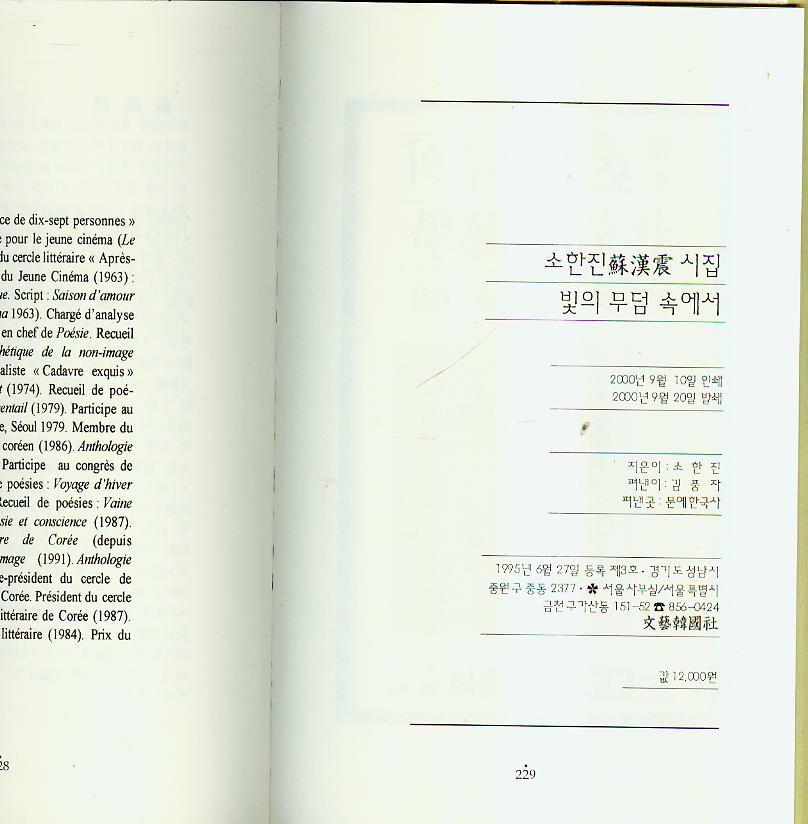 ce de dix-sept personnes »
pour le jeune cinéma (Le
du cercle littéraire « Après-
du Jeune Cinéma (1963) :
ue. Script : Saison d'amour
na 1963). Chargé d'analyse
en chef de Poésie. Recueil
hétique de la non-image
aliste « Cadavre exquis »
(1974). Recueil de poé-
entail (1979). Participe au
e, Séoul 1979. Membre du
coréen (1986). Anthologie
Participe au congrès de
e poésies : Voyage d'hiver
Recueil de poésies : Vaine
sie et conscience (1987).
re de Corée (depuis
mage (1991). Anthologie
e-président du cercle de
Corée. Président du cercle
ittéraire de Corée (1987).
littéraire (1984). Prix du
28
소한진蘇漢震 시집
빛의 무덤 속에서
2000년 9월 10일 인쇄
2000년 9월 20일 발쇄
지은이 : 소 한 진
펴낸이 : 김 풍 자
펴낸곳 : 문예한국사
1995년 6월 27일 등록 제3호 · 경기도 성남시
중원구 중동 2377 · ✽ 서울사무실/서울특별시
금천구가산동 151-52 ☎ 856-0424
文藝韓國社
값 12,000원
229